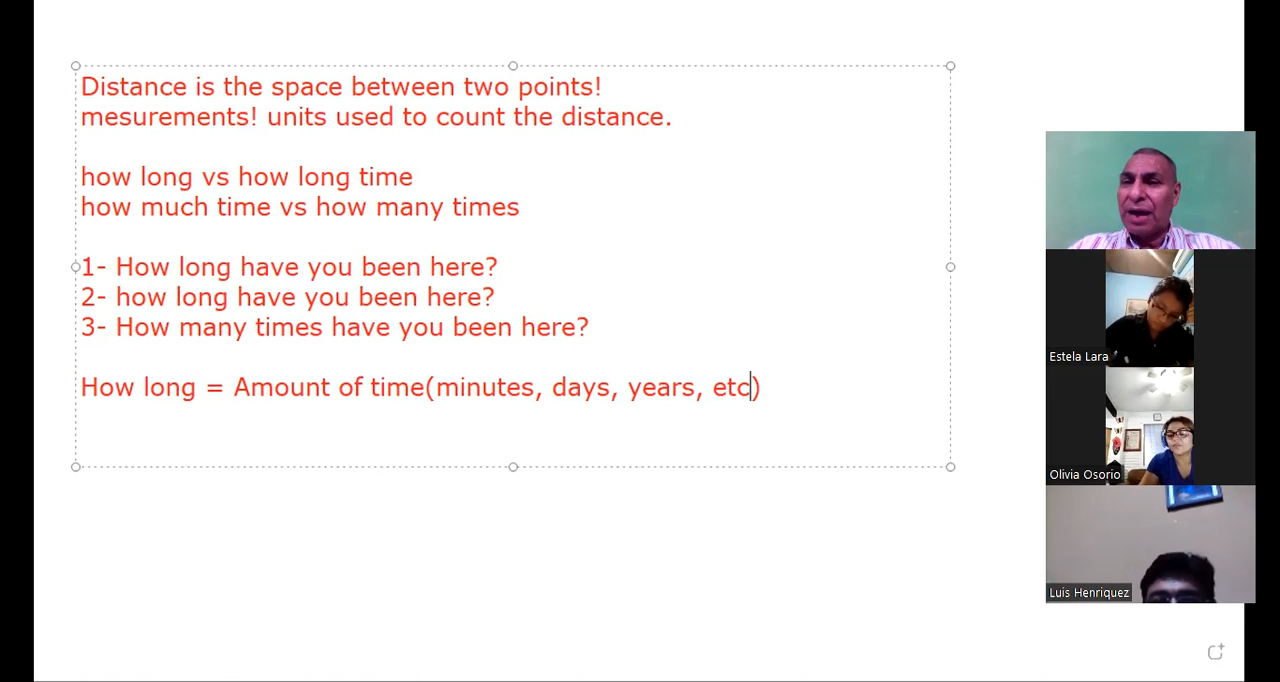 Distance is the space between two points!
mesurements! units used to count the distance.
how long vs how long time
how much time vs how many times
1- How long have you been here?
2- how long have you been here?
3- How many times have you been here?
How long = Amount of time(minutes, days, years, etc)
Estela Lara
Olivia Osorio
Luis Henriquez